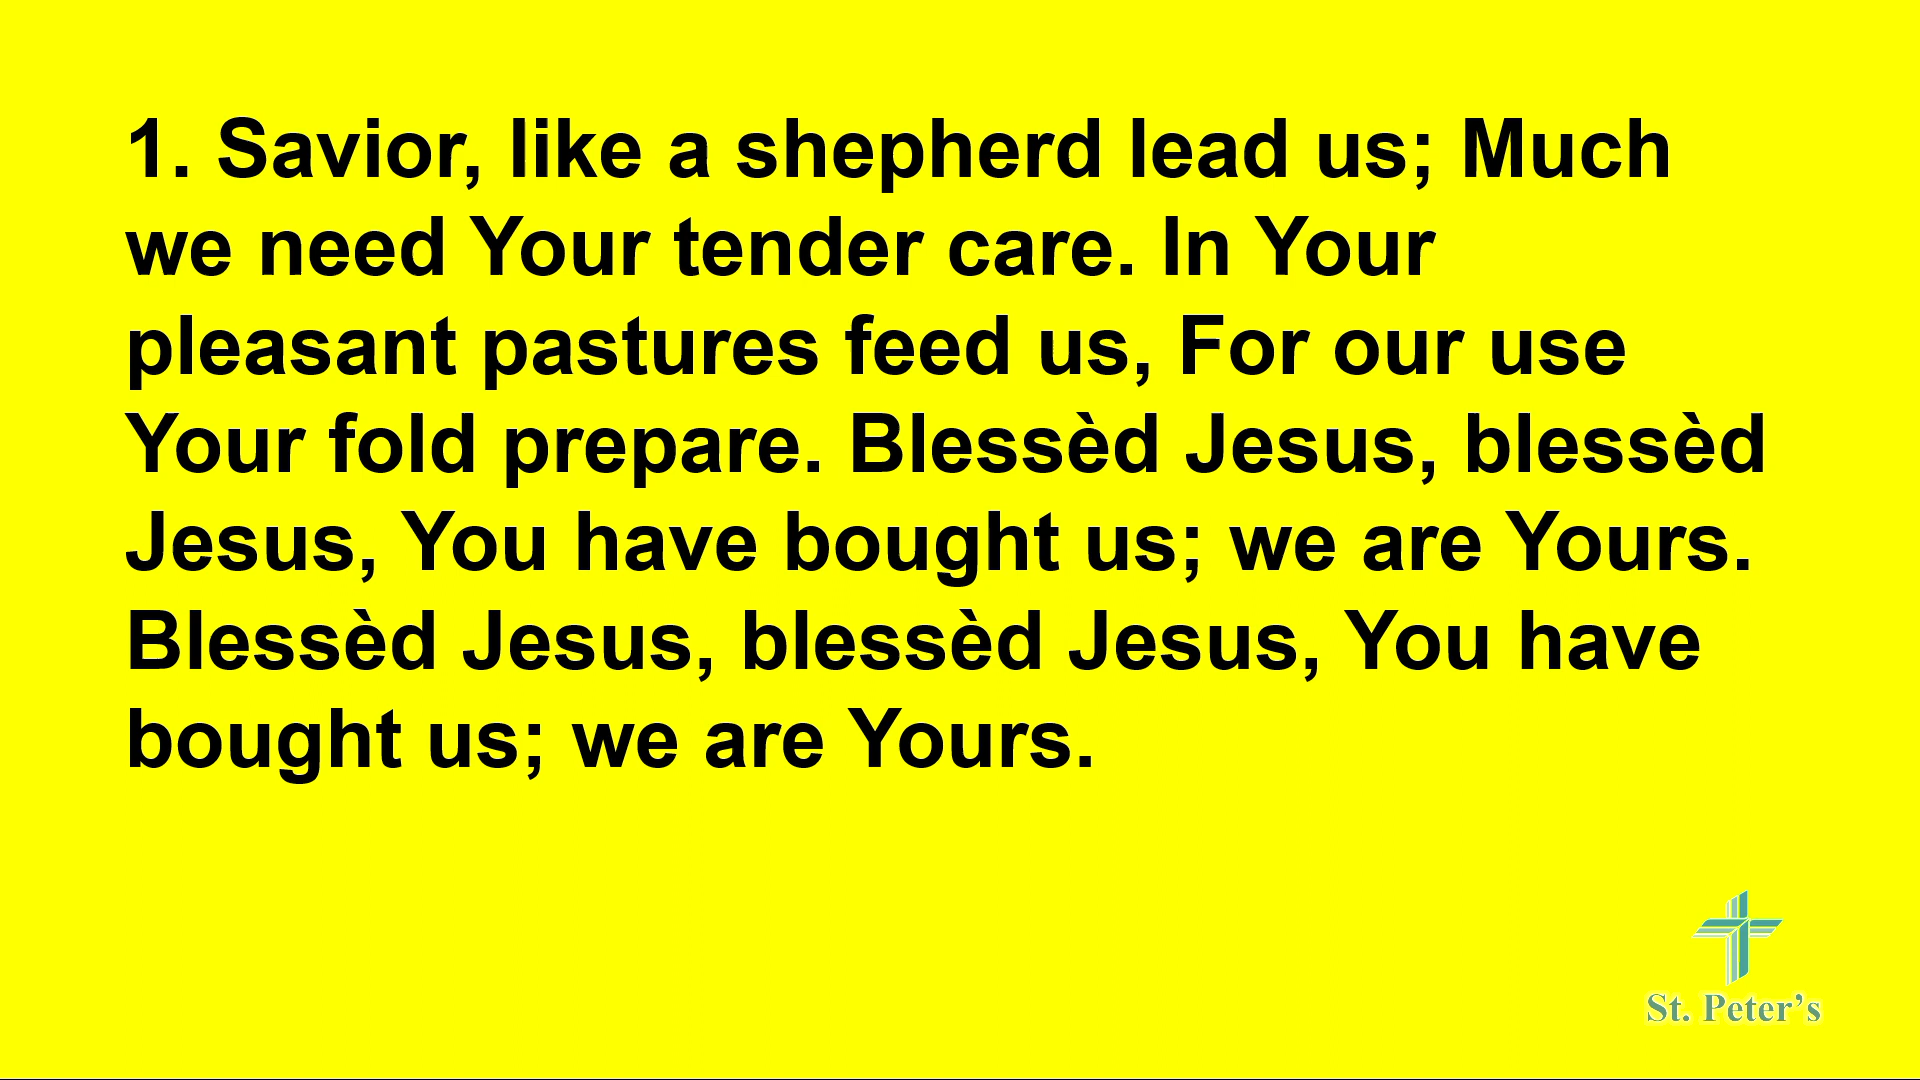 1. Savior, like a shepherd lead us; Much
we need Your tender care. In Your
pleasant pastures feed us, For our use
Your fold prepare. Blessèd Jesus, blessèd
Jesus, You have bought us; we are Yours.
Blessèd Jesus, blessèd Jesus, You have
bought us; we are Yours.
St. Peter’s